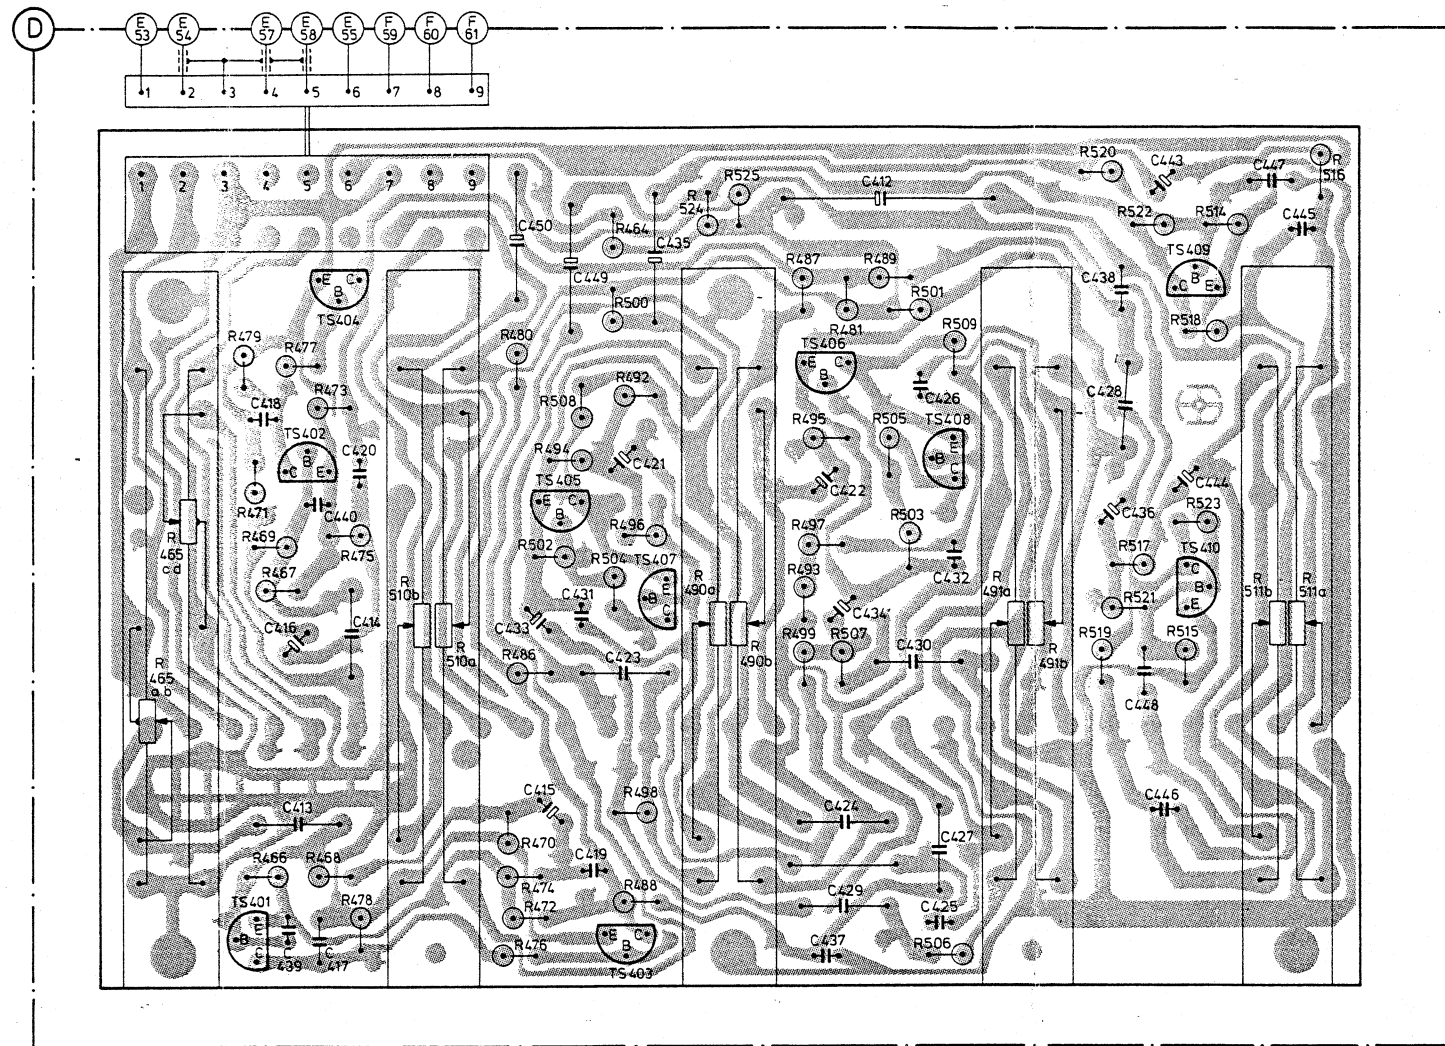 D
E 53
E 54
E 57
E 58
E 55
F 59
F 60
F 61
1 2 3 4 5 6 7 8 9
1 2 3 4 5 6 7 8 9
R520
C443
C447
R 516
R525
R 524
C412
R522
R514
C445
C450
R464
C435
TS409
C B E
C449
R487
R489
C438
E C B
TS404
R500
R481
R501
R518
R479
R477
R480
TS406
E C B
R509
R473
R492
C426
C428
C418
R508
TS402
C B E
C420
R495
R505
TS408
E B C
R494
C421
C422
C444
TS405
E C B
R471
C440
C436
R523
R469
R475
R496
R497
R503
R 465 c.d
R502
R504
TS407
E B C
R517
TS410
C B E
R467
R 510b
R493
C432
R 490a
R 491a
R 511b
R 511a
C431
C434
R521
C416
C414
C433
R 510a
R499
R507
C430
R 490b
R 491b
R519
R515
R486
C423
R 465 a.b
C448
C415
R498
C446
C413
C424
R470
C427
R466
R468
C419
R474
R488
TS401
E B C
R478
R472
C429
C425
C 439
C 417
R476
E C B
TS403
C437
R506